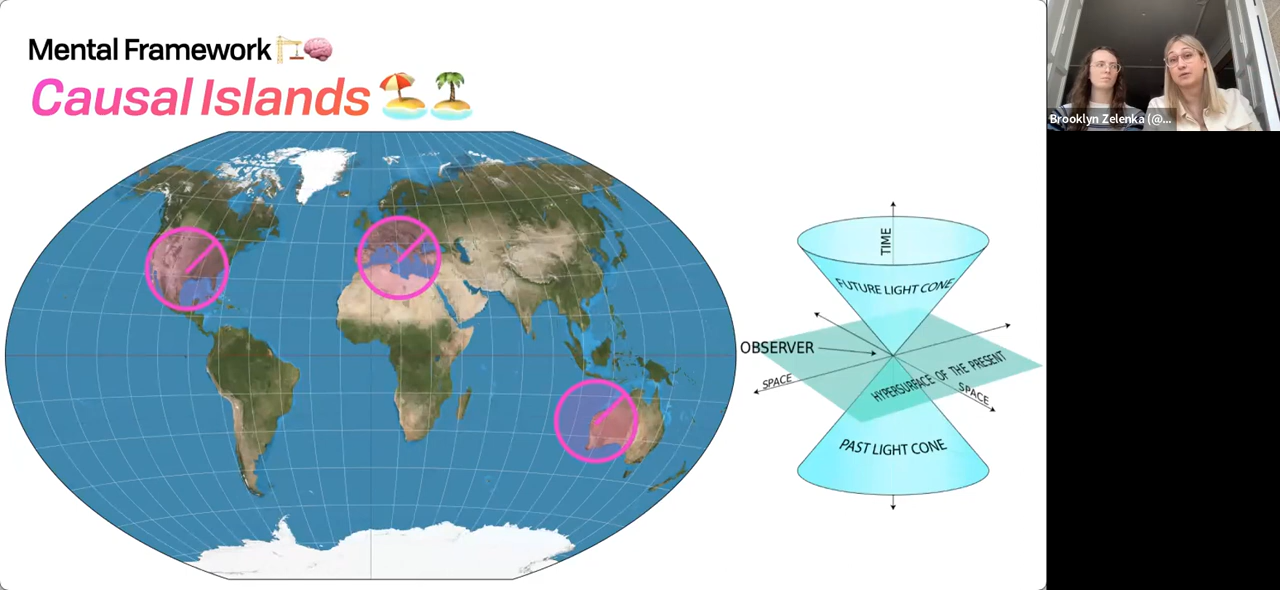 Mental Framework 🏗️🧠
Causal Islands 🏖️🏝️
Brooklyn Zelenka (@...
TIME
FUTURE LIGHT CONE
OBSERVER
SPACE
HYPERSURFACE OF THE PRESENT
SPACE
PAST LIGHT CONE